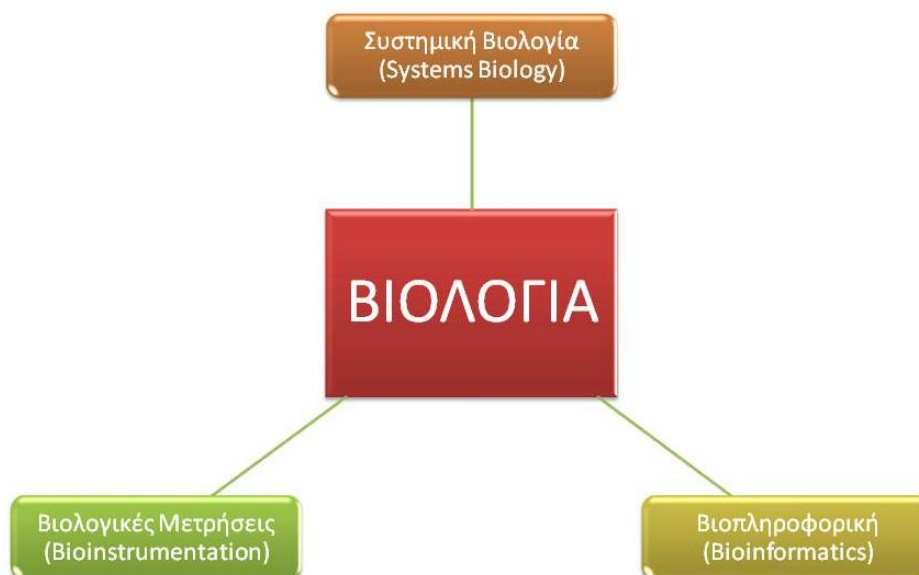 Συστημική Βιολογία
(Systems Biology)
ΒΙΟΛΟΓΙΑ
Βιολογικές Μετρήσεις
(Bioinstrumentation)
Βιοπληροφορική
(Bioinformatics)